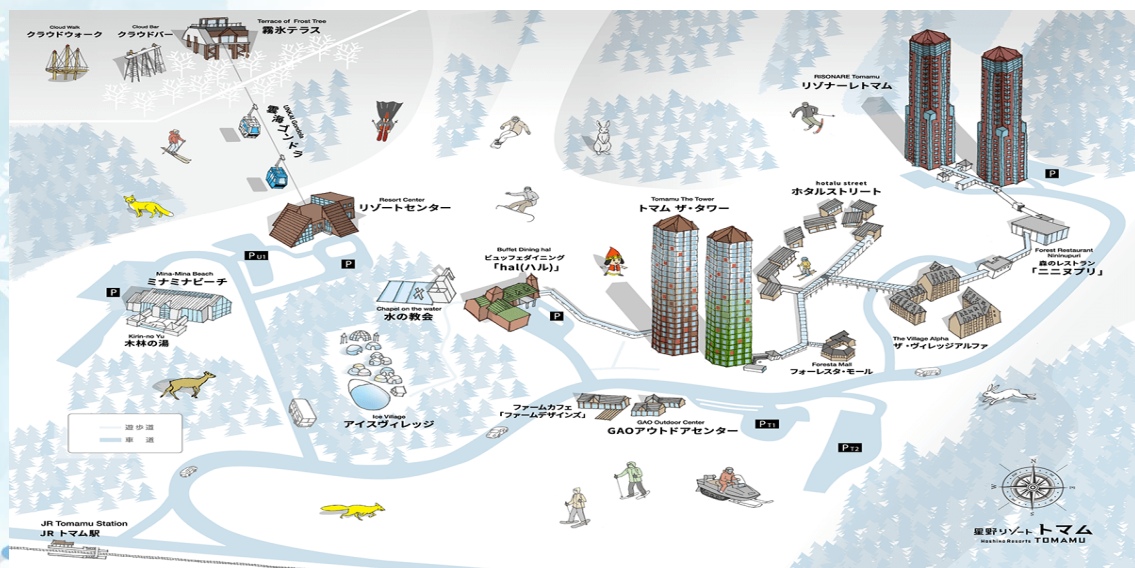 Cloud Walk
クラウドウォーク
Cloud Bar
クラウドバー
Terrace of Frost Tree
霧氷テラス
UNKAI Gondola
雲海ゴンドラ
RISONARE Tomamu
リゾナーレトマム
P
hotalu street
ホタルストリート
Resort Center
リゾートセンター
Tomamu The Tower
トマム ザ・タワー
Buffet Dining hal
ビュッフェダイニング
「hal(ハル)」
Forest Restaurant
Nininupuri
森のレストラン
「ニニヌプリ」
P U1
P
Mina-Mina Beach
ミナミナビーチ
P
Chapel on the water
水の教会
P
Kirin-no Yu
木林の湯
The Village Alpha
ザ・ヴィレッジアルファ
Foresta Mall
フォーレスタ・モール
Ice Village
アイスヴィレッジ
ファームカフェ
「ファームデザインズ」
GAO Outdoor Center
GAOアウトドアセンター
P T1
P T2
遊歩道
車 道
N
W
S
JR Tomamu Station
JR トマム駅
星野リゾート トマム
Hoshino Resorts TOMAMU